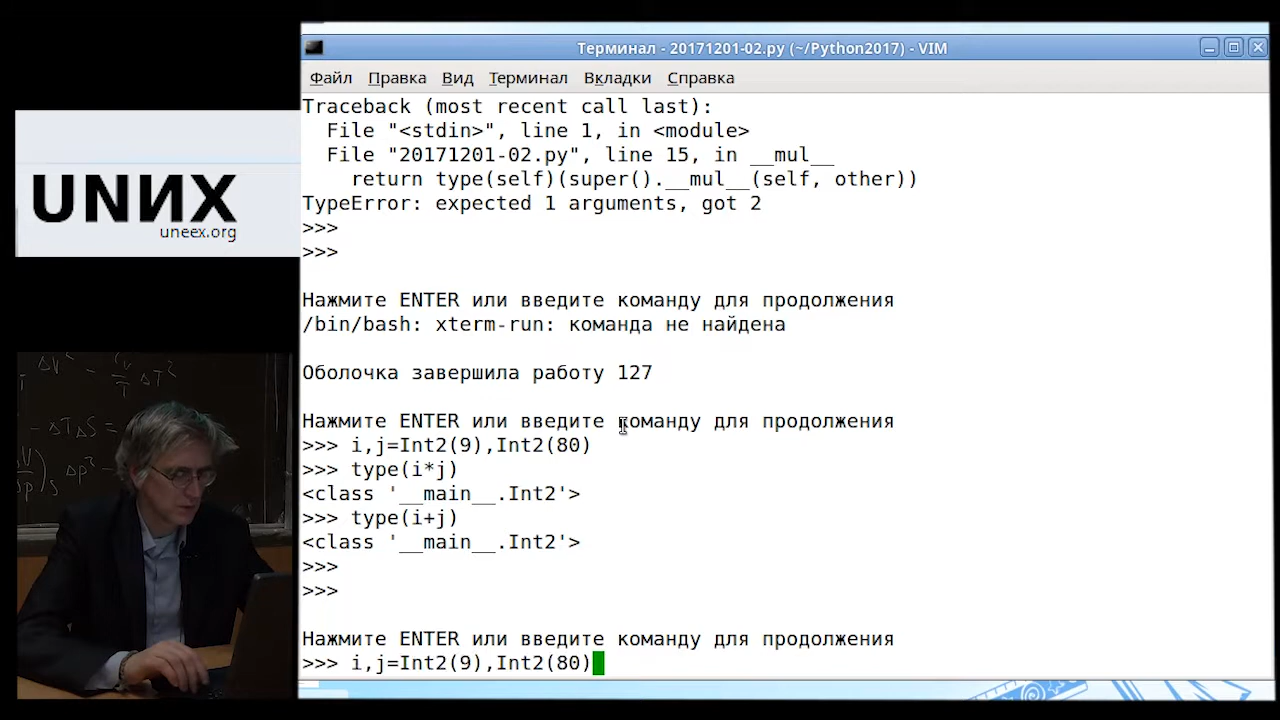 Терминал - 20171201-02.py (~/Python2017) - VIM
Файл Правка Вид Терминал Вкладки Справка
Traceback (most recent call last):
  File "<stdin>", line 1, in <module>
  File "20171201-02.py", line 15, in __mul__
    return type(self)(super().__mul__(self, other))
TypeError: expected 1 arguments, got 2
>>>
>>>
Нажмите ENTER или введите команду для продолжения
/bin/bash: xterm-run: команда не найдена
Оболочка завершила работу 127
Нажмите ENTER или введите команду для продолжения
>>> i,j=Int2(9),Int2(80)
>>> type(i*j)
<class '__main__.Int2'>
>>> type(i+j)
<class '__main__.Int2'>
>>>
>>>
Нажмите ENTER или введите команду для продолжения
>>> i,j=Int2(9),Int2(80)
UNИX
uneex.org